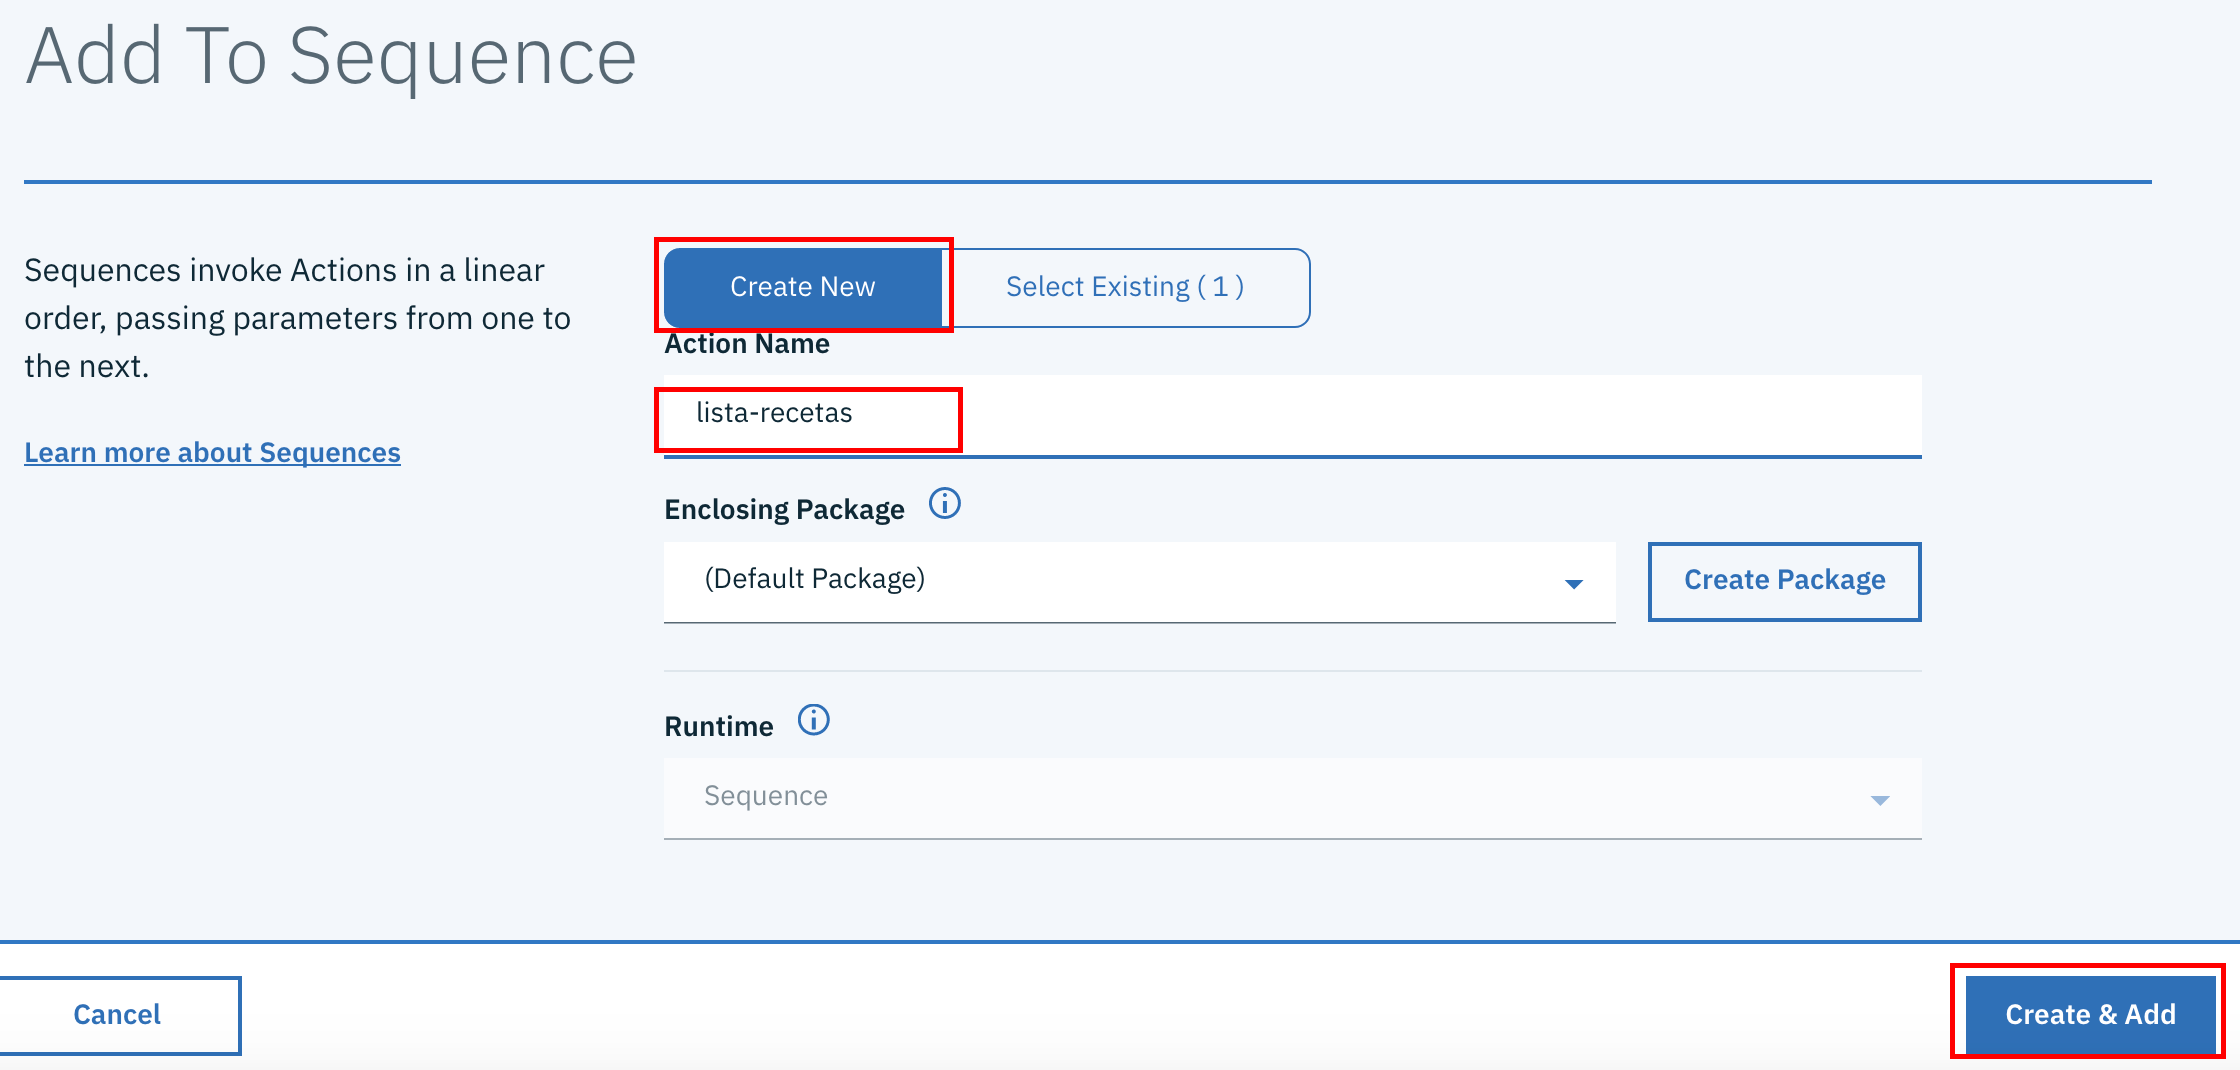 Add To Sequence
Sequences invoke Actions in a linear
order, passing parameters from one to
the next.
Learn more about Sequences
Create New
Select Existing ( 1 )
Action Name
lista-recetas
Enclosing Package
(Default Package)
Create Package
Runtime
Sequence
Cancel
Create & Add